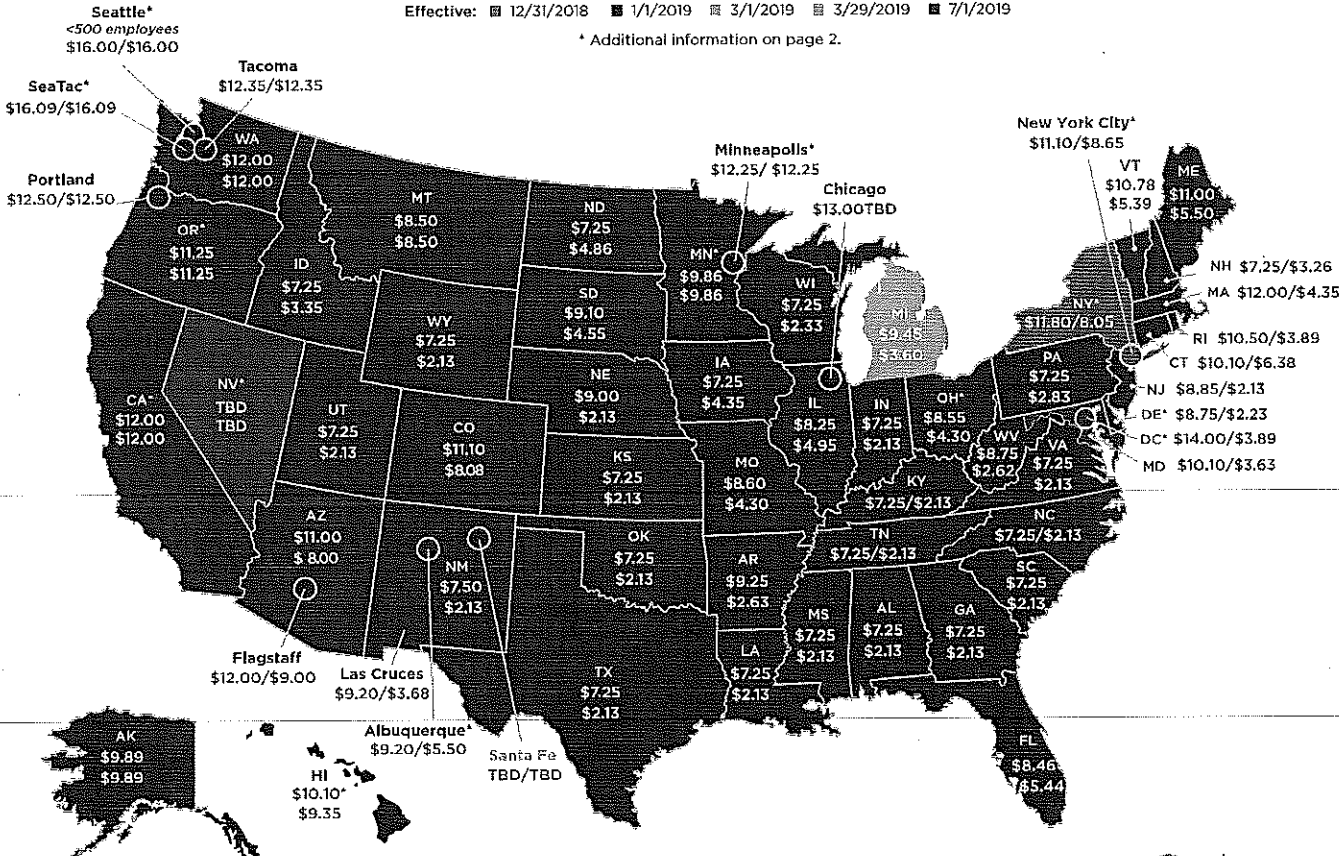 Effective: 12/31/2018 1/1/2019 3/1/2019 3/29/2019 7/1/2019
* Additional information on page 2.
Seattle*
<500 employees
$16.00/$16.00
Tacoma
$12.35/$12.35
SeaTac*
$16.09/$16.09
Portland
$12.50/$12.50
WA
$12.00
$12.00
OR*
$11.25
$11.25
ID
$7.25
$3.35
MT
$8.50
$8.50
ND
$7.25
$4.86
MN*
$9.86
$9.86
Minneapolis*
$12.25/ $12.25
Chicago
$13.00TBD
WI
$7.25
$2.33
MI
$9.45
$3.60
New York City*
$11.10/$8.65
VT
$10.78
$5.39
ME
$11.00
$5.50
NH $7.25/$3.26
MA $12.00/$4.35
NY*
$11.80/8.05
RI $10.50/$3.89
CT $10.10/$6.38
NJ $8.85/$2.13
DE* $8.75/$2.23
DC* $14.00/$3.89
MD $10.10/$3.63
PA
$7.25
$2.83
WY
$7.25
$2.13
SD
$9.10
$4.55
IA
$7.25
$4.35
NE
$9.00
$2.13
CA*
$12.00
$12.00
NV*
TBD
TBD
UT
$7.25
$2.13
CO
$11.10
$8.08
KS
$7.25
$2.13
MO
$8.60
$4.30
IL
$8.25
$4.95
IN
$7.25
$2.13
OH*
$8.55
$4.30
WV
$8.75
$2.62
VA
$7.25
$2.13
KY
$7.25/$2.13
AZ
$11.00
$ 8.00
NM
$7.50
$2.13
OK
$7.25
$2.13
AR
$9.25
$2.63
TN
$7.25/$2.13
NC
$7.25/$2.13
SC
$7.25
$2.13
MS
$7.25
$2.13
AL
$7.25
$2.13
GA
$7.25
$2.13
TX
$7.25
$2.13
LA
$7.25
$2.13
FL
$8.46
/$5.44
Flagstaff
$12.00/$9.00
Las Cruces
$9.20/$3.68
Albuquerque*
$9.20/$5.50
Santa Fe
TBD/TBD
AK
$9.89
$9.89
HI
$10.10*
$9.35